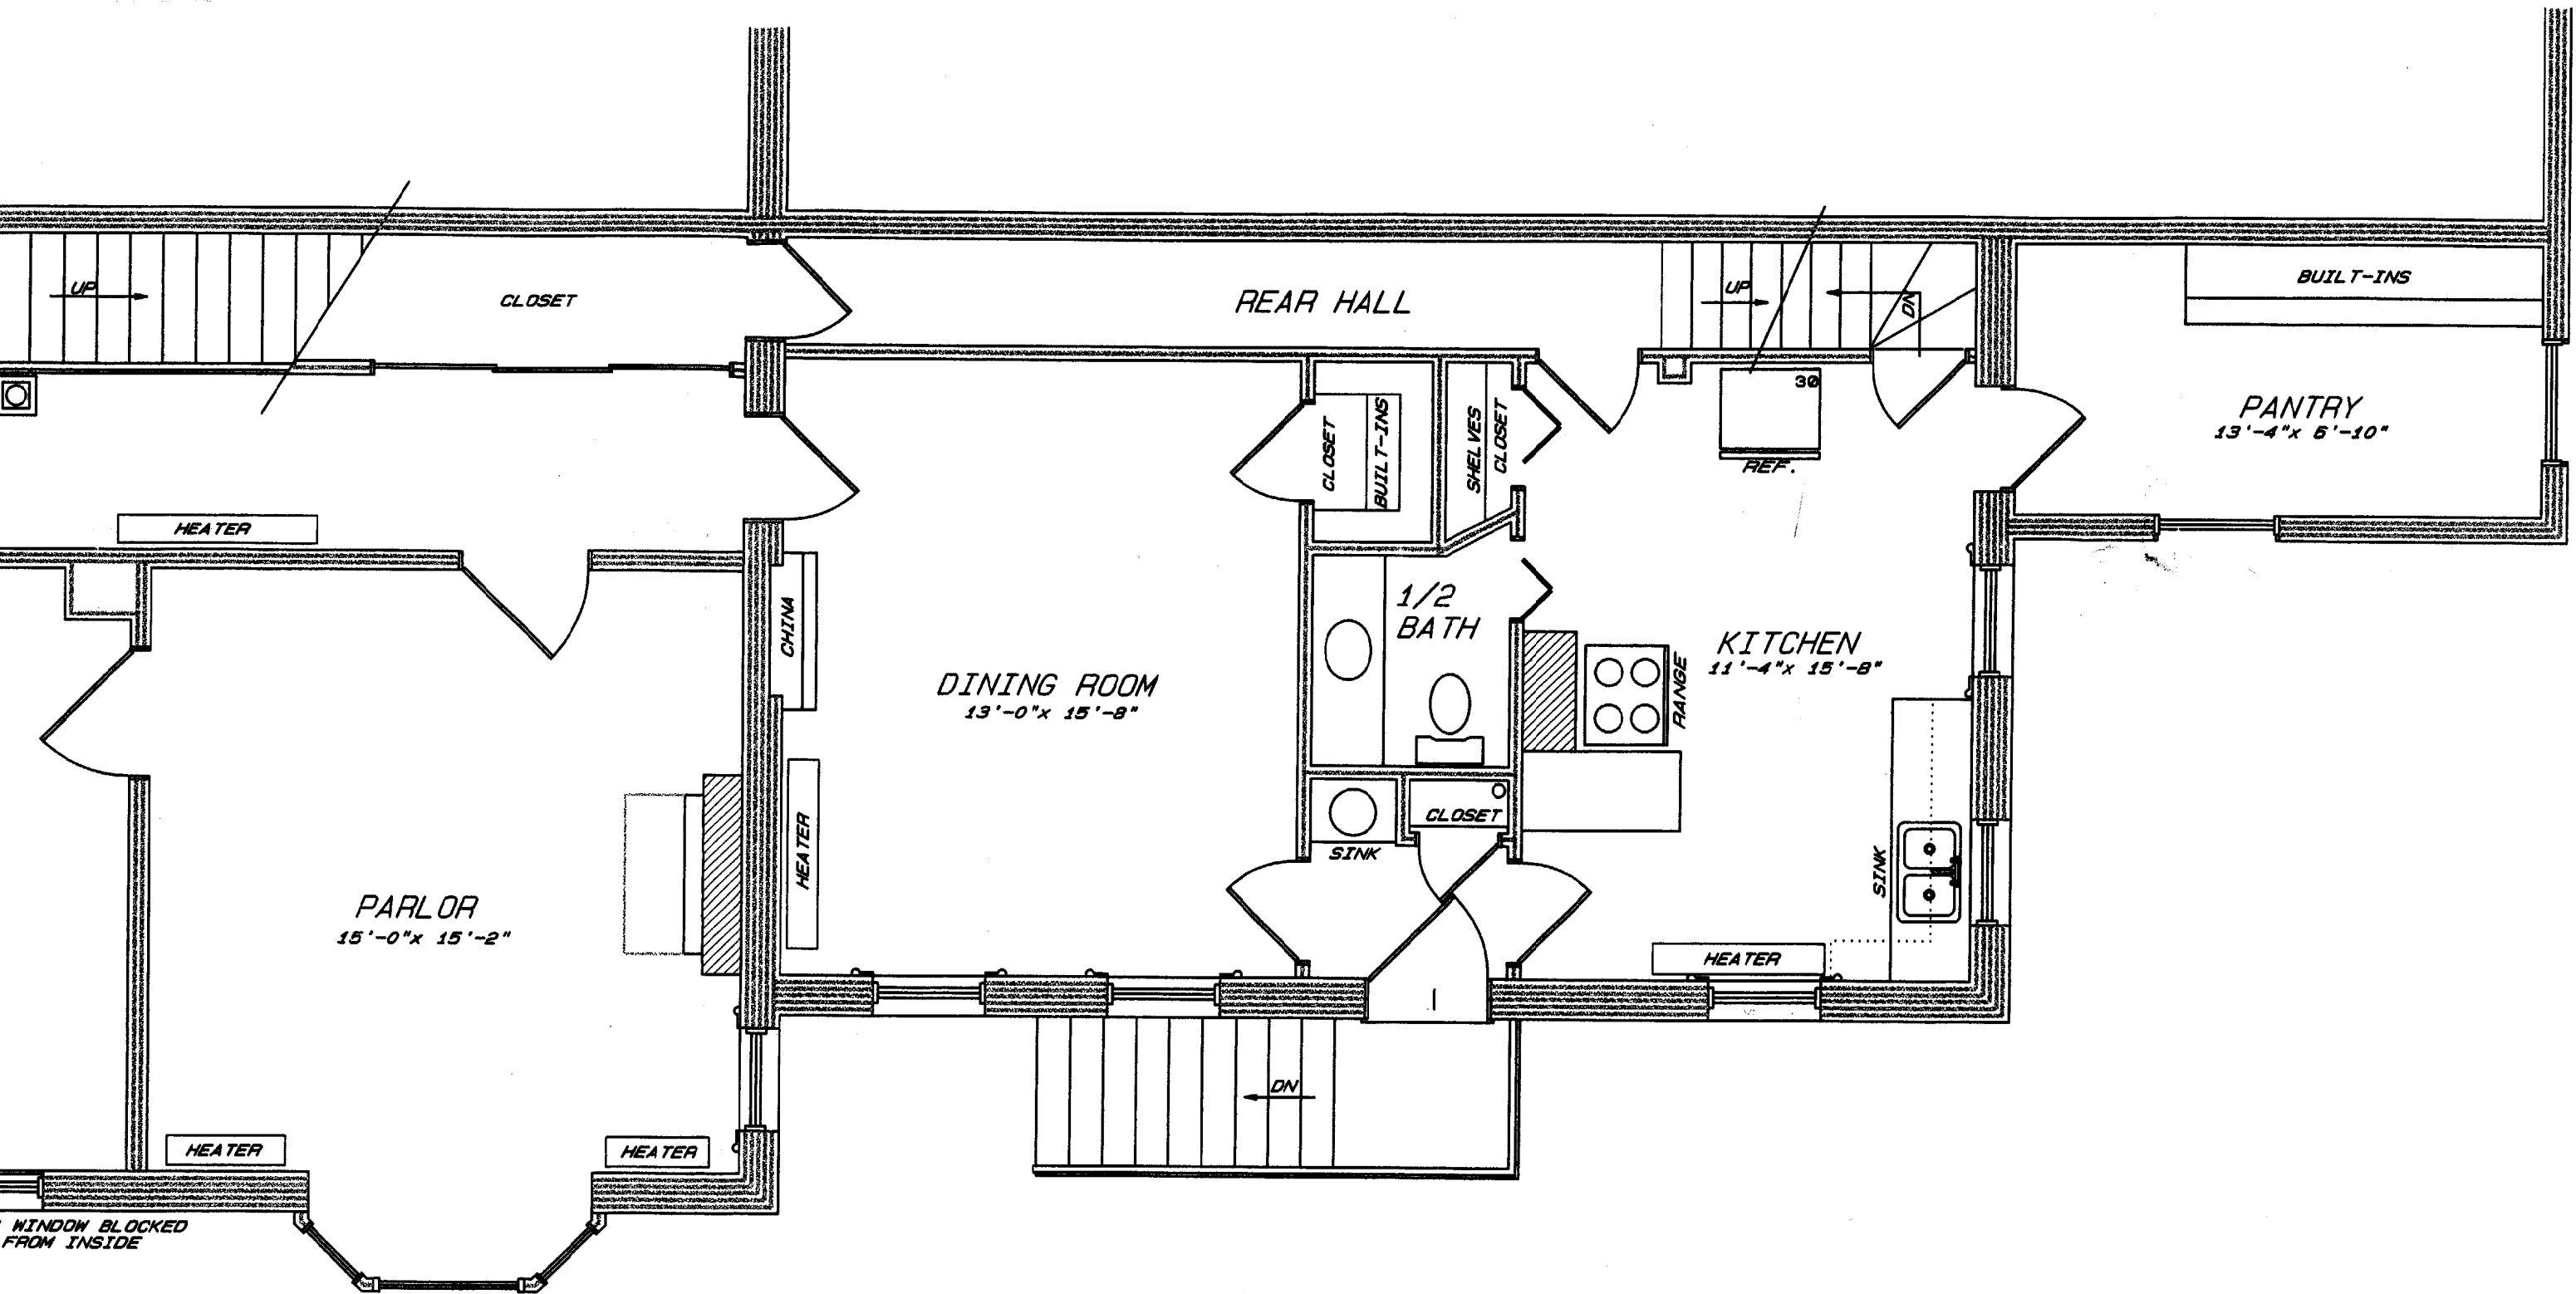 UP
CLOSET
REAR HALL
UP
DN
BUILT-INS
30
REF.
PANTRY
13'-4"x 6'-10"
CLOSET
BUILT-INS
SHELVES
CLOSET
HEATER
CHINA
1/2
BATH
KITCHEN
11'-4"x 15'-8"
RANGE
DINING ROOM
13'-0"x 15'-8"
HEATER
CLOSET
SINK
SINK
PARLOR
15'-0"x 15'-2"
HEATER
DN
HEATER
HEATER
WINDOW BLOCKED
FROM INSIDE